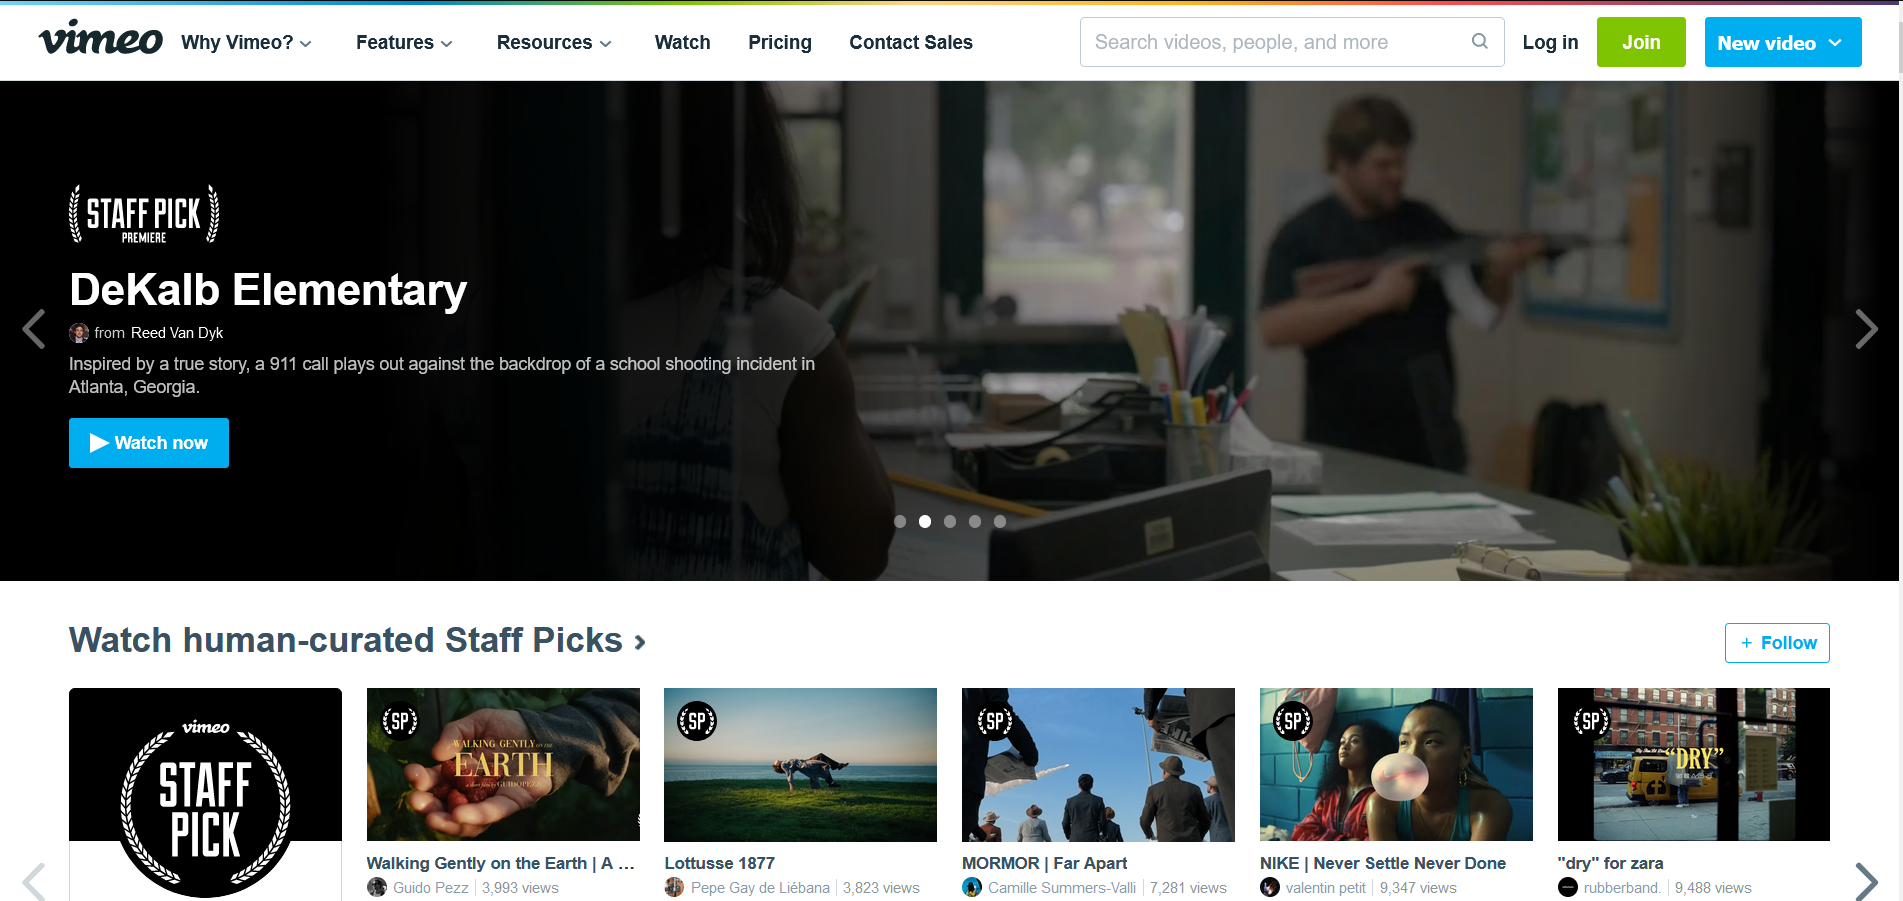 vimeo Why Vimeo? Features Resources Watch Pricing Contact Sales Search videos, people, and more Log in Join New video
STAFF PICK
PREMIERE
DeKalb Elementary
from Reed Van Dyk
Inspired by a true story, a 911 call plays out against the backdrop of a school shooting incident in
Atlanta, Georgia.
Watch now
Watch human-curated Staff Picks
+ Follow
vimeo
STAFF
PICK
SP
WALKING GENTLY ON THE
EARTH
SP
SP
SP
SP
"DRY"
Walking Gently on the Earth | A ...
Guido Pezz 3,993 views
Lottusse 1877
Pepe Gay de Liébana 3,823 views
MORMOR | Far Apart
Camille Summers-Valli 7,281 views
NIKE | Never Settle Never Done
valentin petit 9,347 views
"dry" for zara
rubberband. 9,488 views